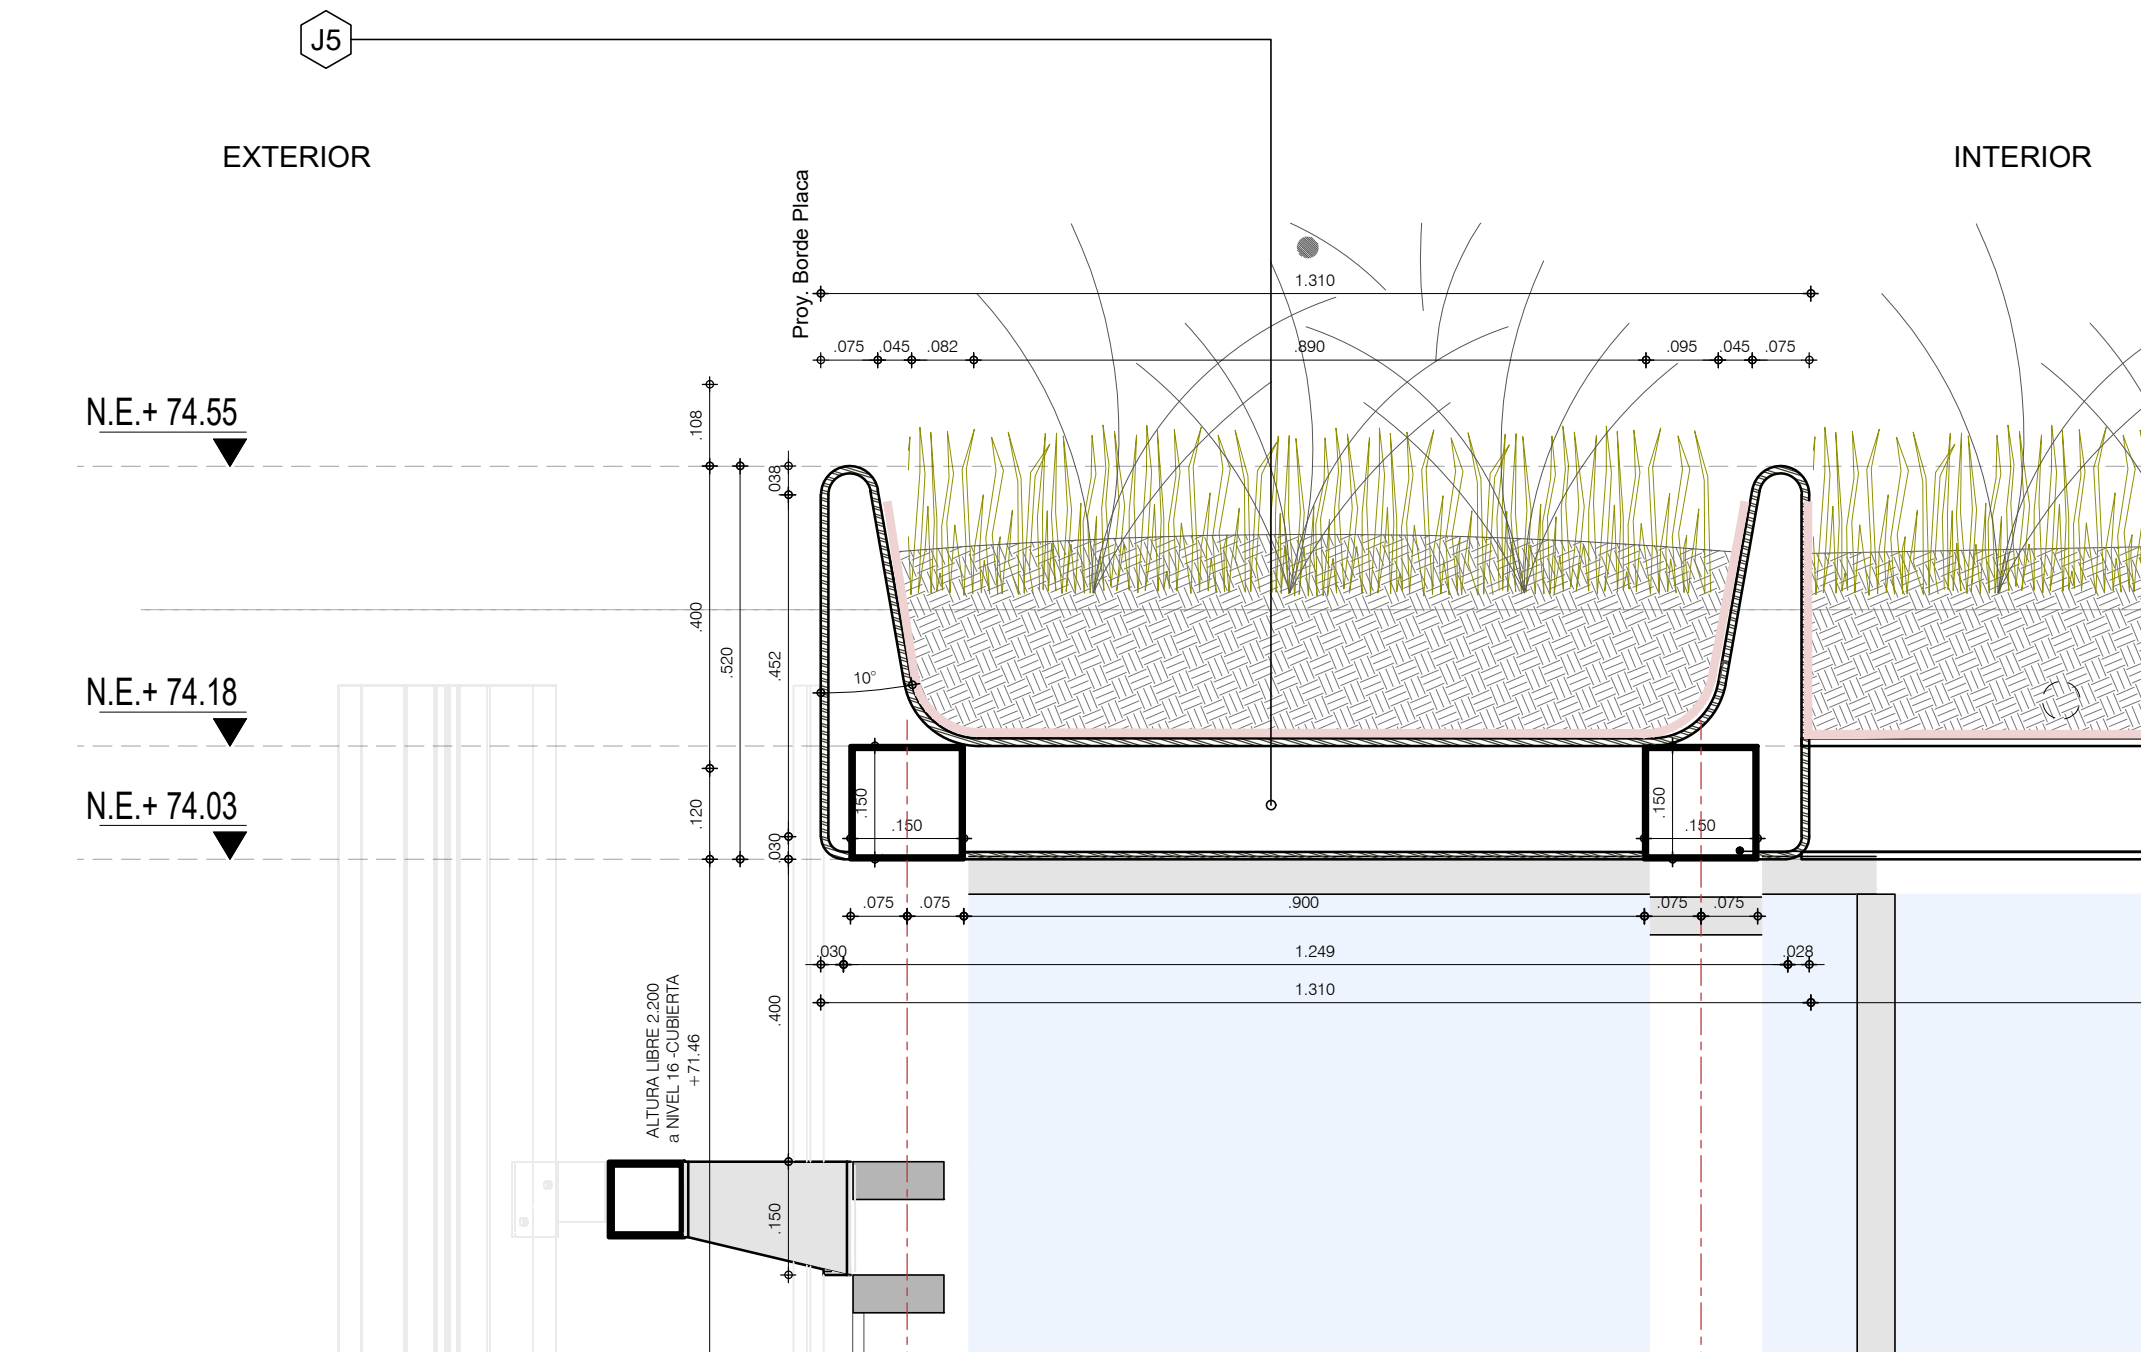 J5
EXTERIOR
INTERIOR
Proy. Borde Placa
1.310
.075 .045 .082 .890 .095 .045 .075
N.E.+ 74.55
.108
.038
.400
.520
.452
10°
N.E.+ 74.18
N.E.+ 74.03
.120
.030
.150
.150
.150
.150
.075 .075 .900 .075 .075
.030 1.249 .028
1.310
ALTURA LIBRE 2.200
a NIVEL 16 -CUBIERTA
+71.46
.400
.150